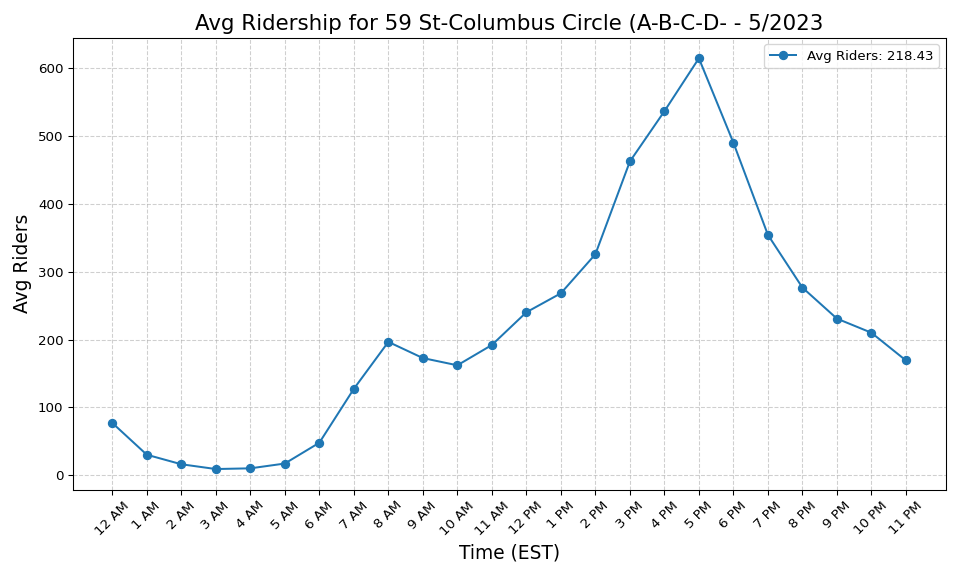 Avg Ridership for 59 St-Columbus Circle (A-B-C-D- - 5/2023
Avg Riders: 218.43
Avg Riders
600
500
400
300
200
100
0
12 AM 1 AM 2 AM 3 AM 4 AM 5 AM 6 AM 7 AM 8 AM 9 AM 10 AM 11 AM 12 PM 1 PM 2 PM 3 PM 4 PM 5 PM 6 PM 7 PM 8 PM 9 PM 10 PM 11 PM
Time (EST)